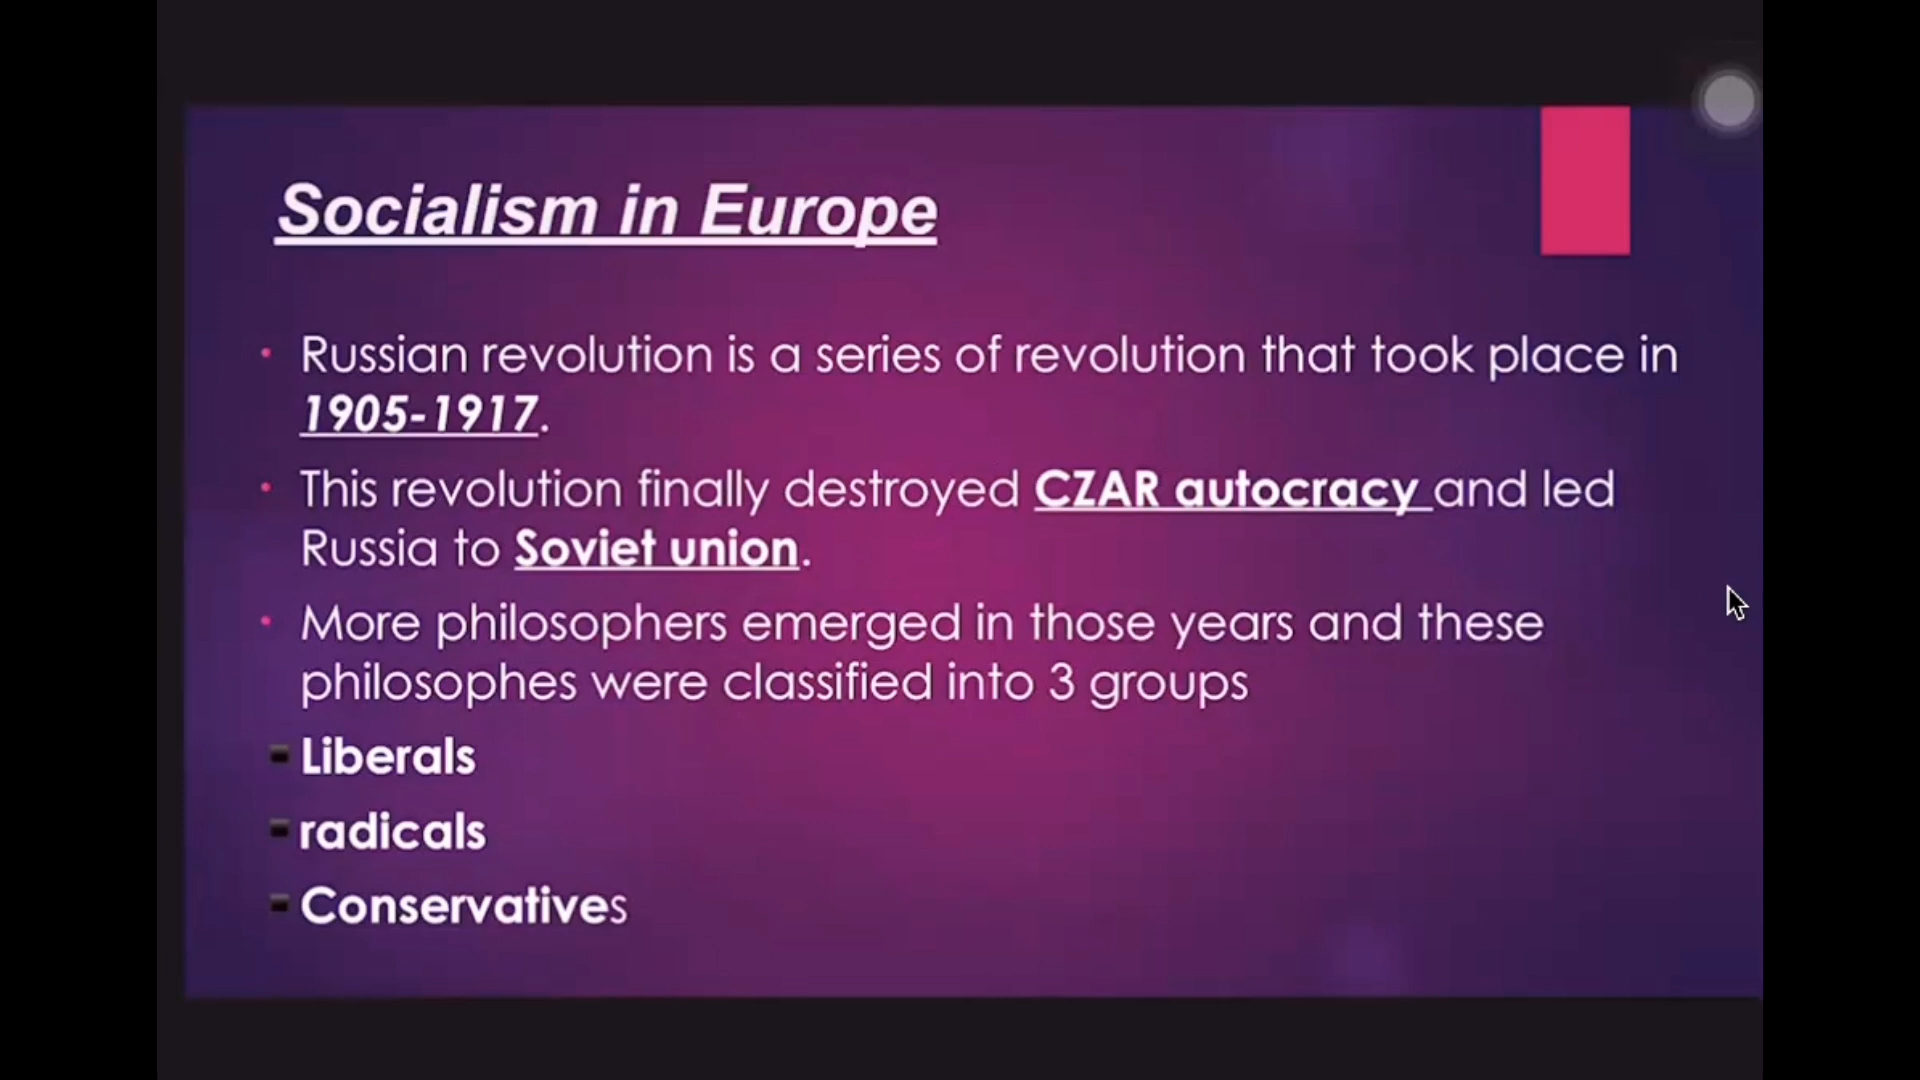 Socialism in Europe
Russian revolution is a series of revolution that took place in
1905-1917.
This revolution finally destroyed CZAR autocracy and led
Russia to Soviet union.
More philosophers emerged in those years and these
philosophes were classified into 3 groups
Liberals
radicals
Conservatives